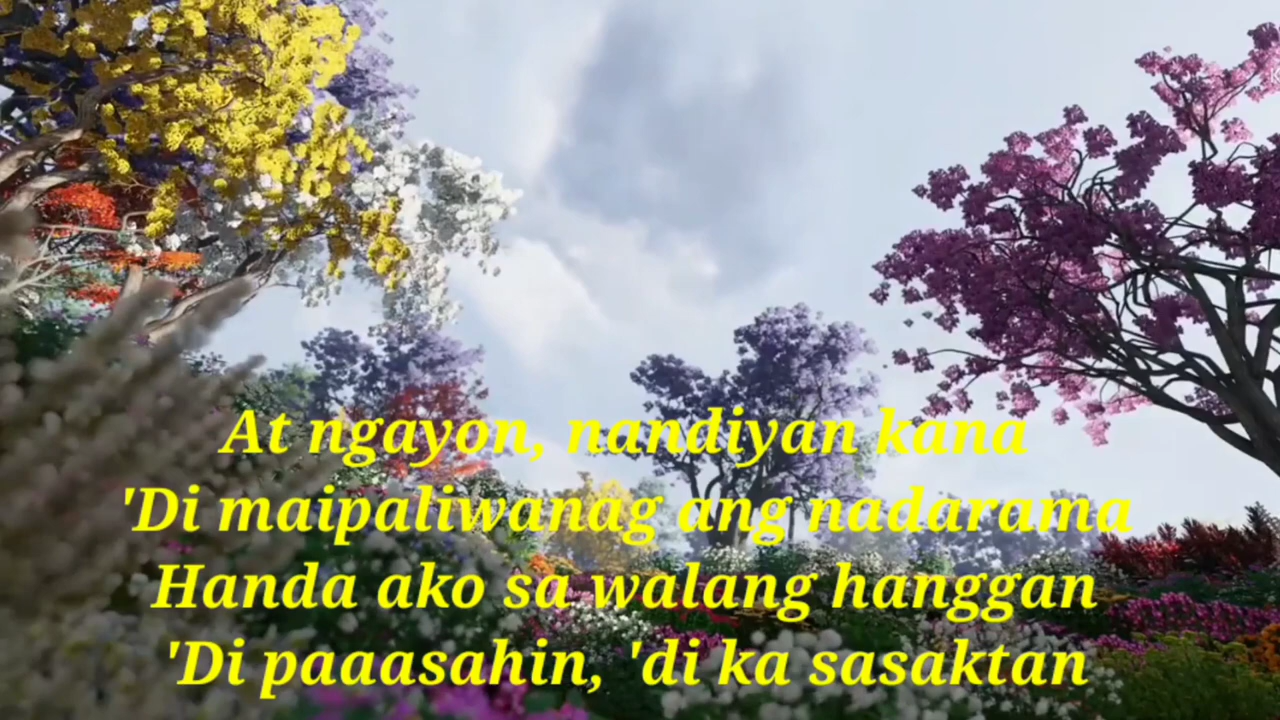 At ngayon, nandiyan kana
'Di maipaliwanag ang nadarama
Handa ako sa walang hanggan
'Di paaasahin, 'di ka sasaktan